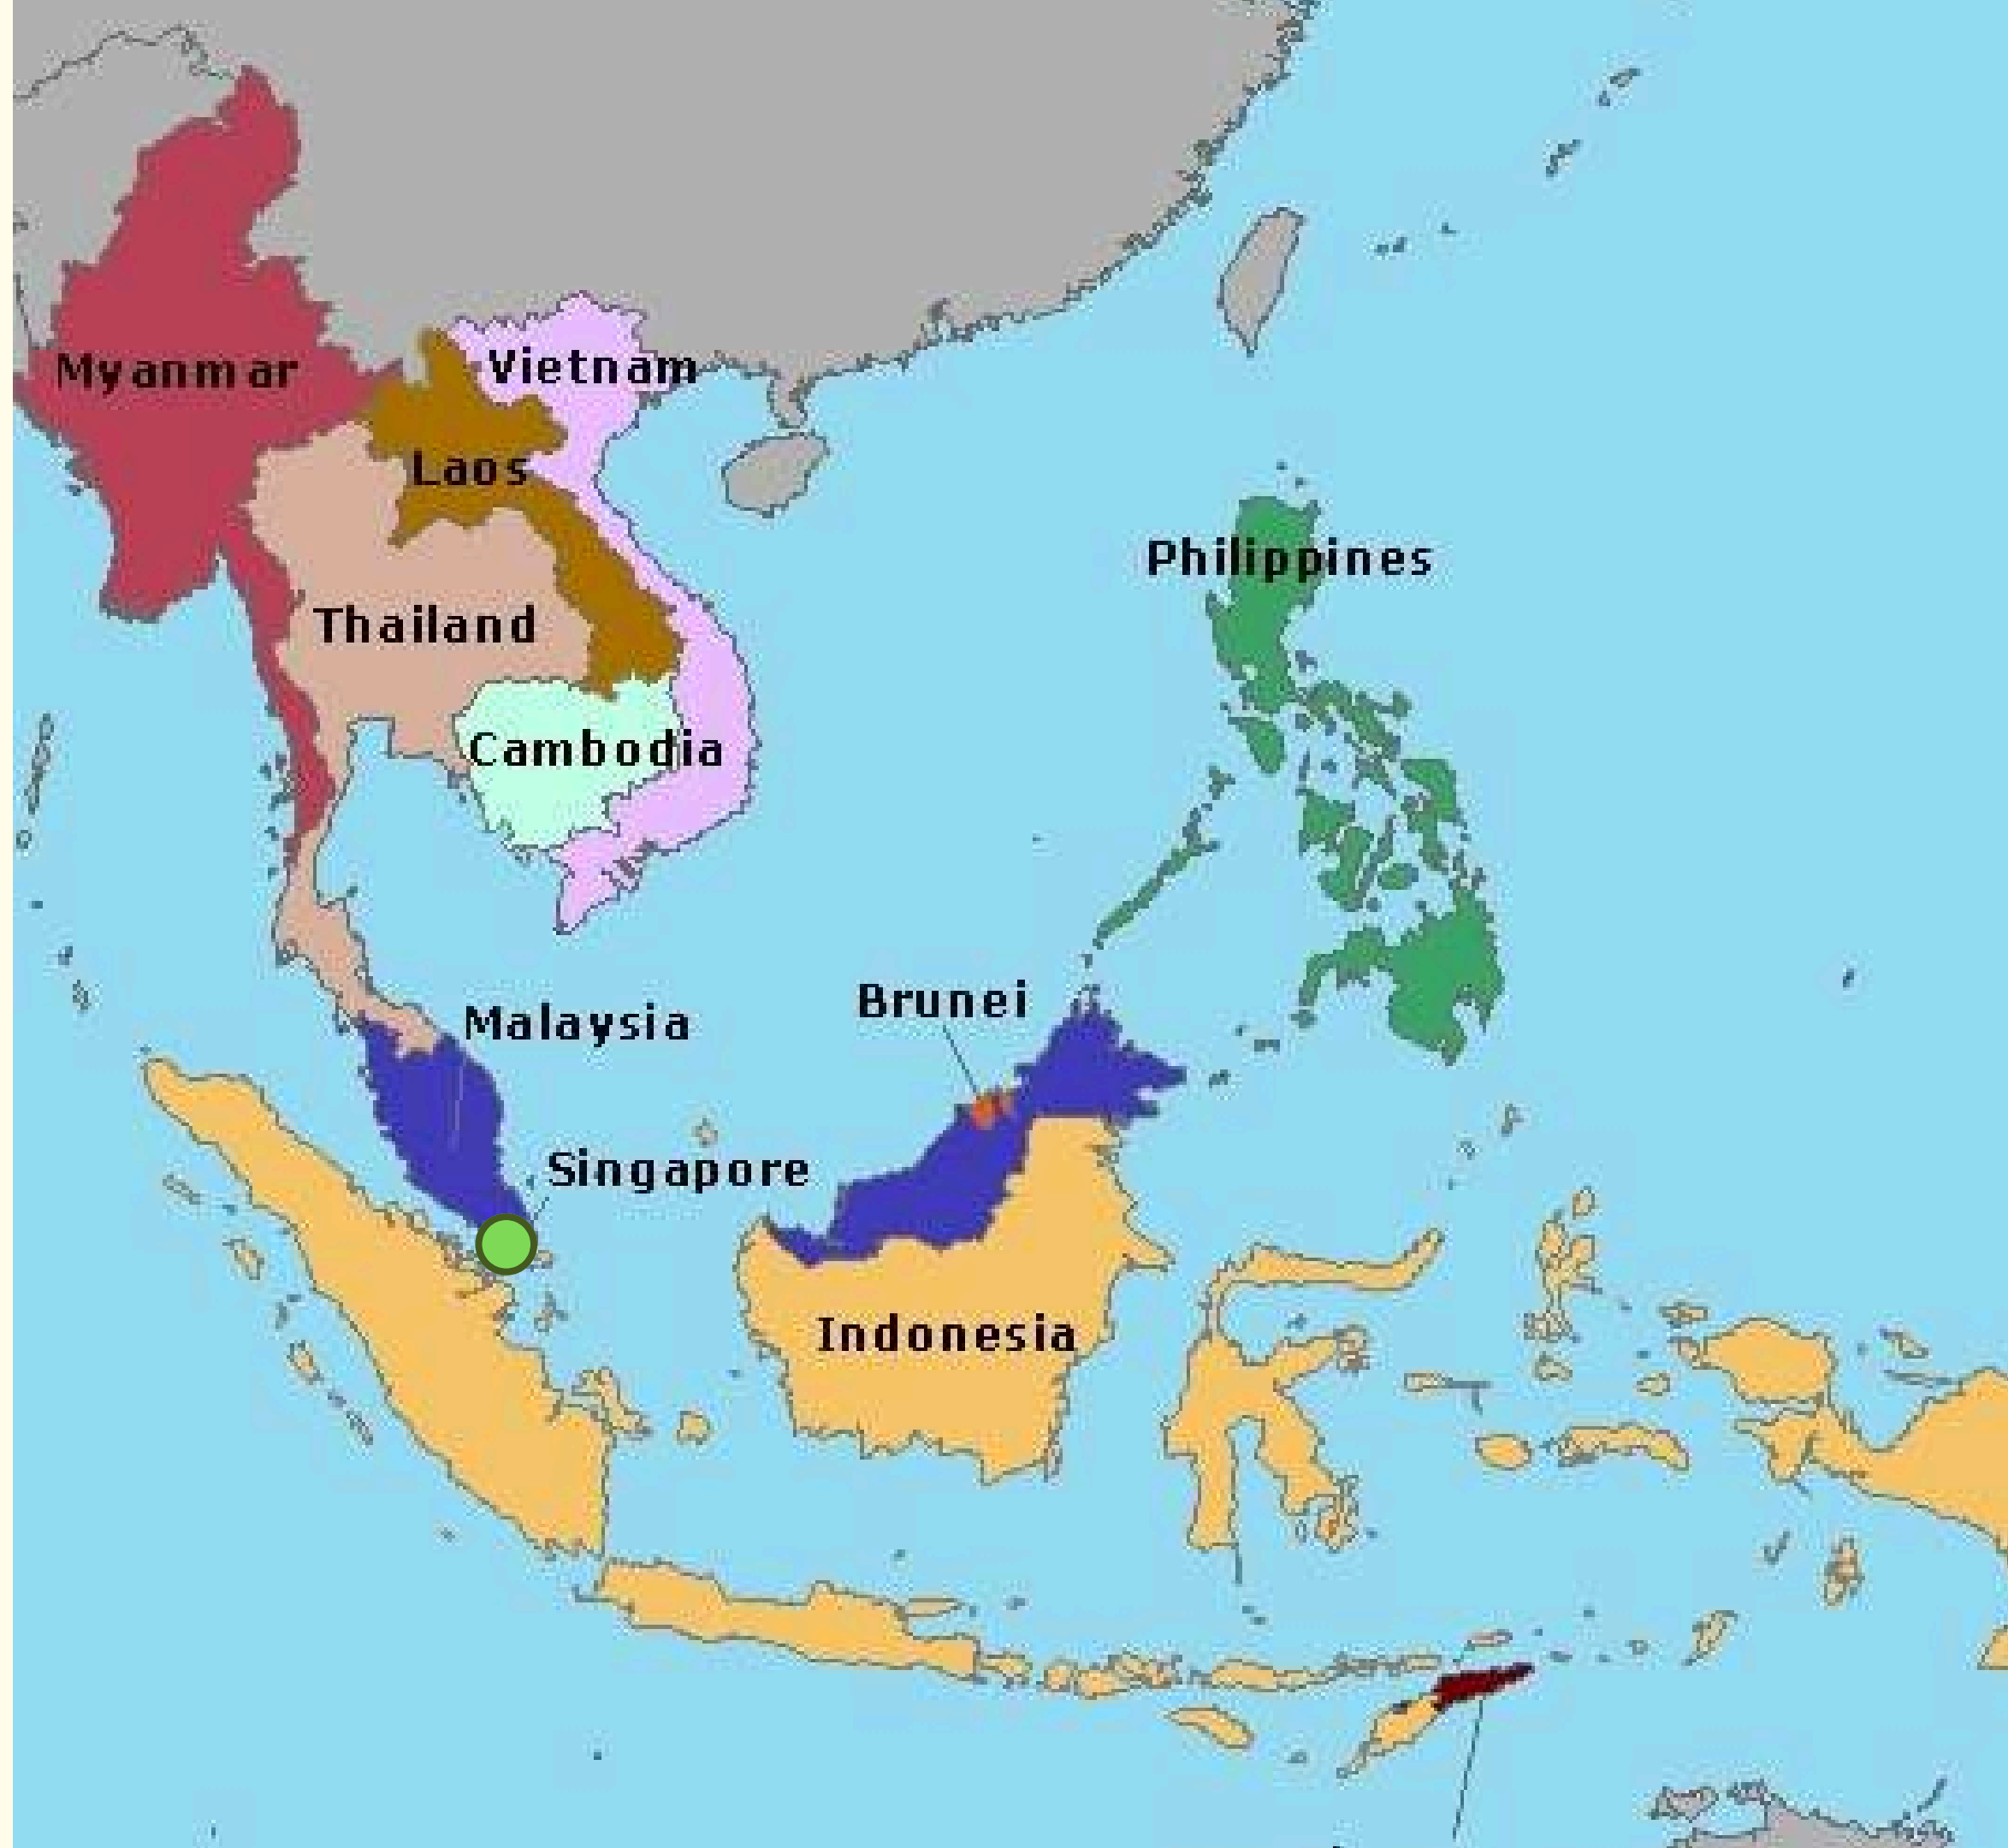 Myanmar
Vietnam
Laos
Philippines
Thailand
Cambodia
Brunei
Malaysia
Singapore
Indonesia